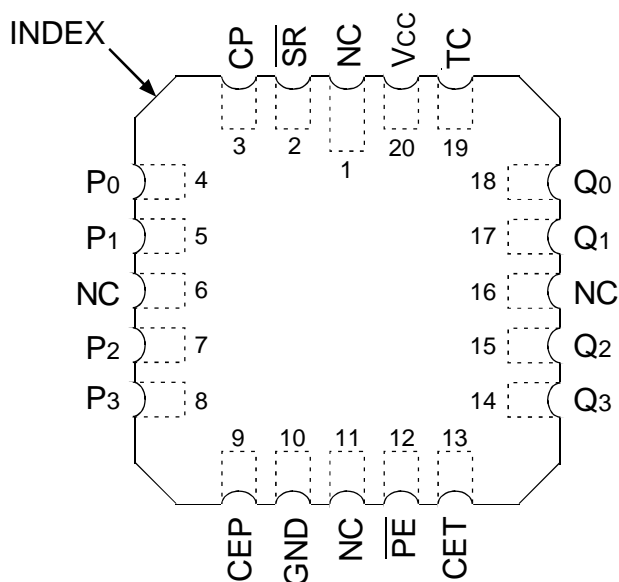 INDEX
CP S̅R̅ NC VCC TC
3 2 1 20 19
P0 4 18 Q0
P1 5 17 Q1
NC 6 16 NC
P2 7 15 Q2
P3 8 14 Q3
9 10 11 12 13
CEP GND NC P̅E̅ CET